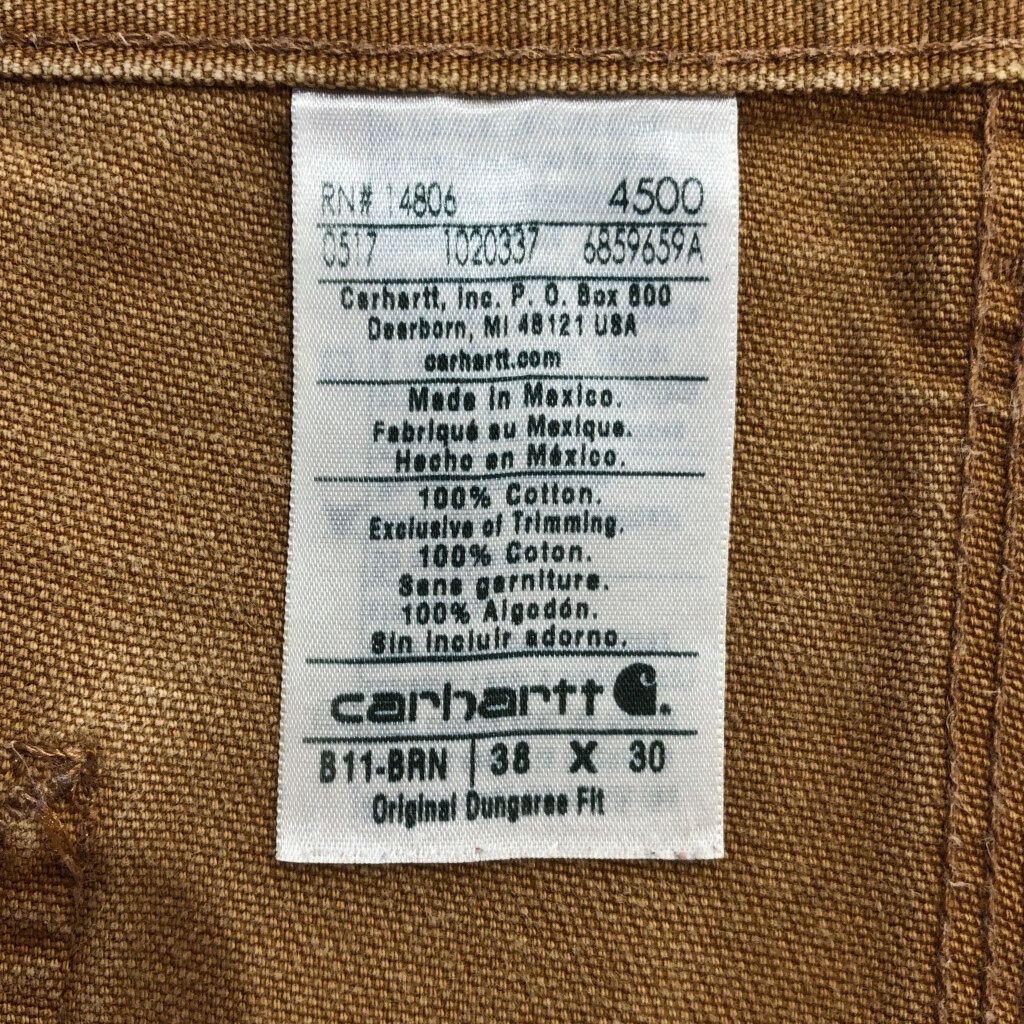 RN# 14806 4500
0517 1020337 6859659A
Carhartt, Inc. P. O. Box 600
Dearborn, MI 48121 USA
carhartt.com
Made in Mexico.
Fabriqué au Mexique.
Hecho en México.
100% Cotton.
Exclusive of Trimming.
100% Coton.
Sans garniture.
100% Algodón.
Sin incluir adorno.
carhartt
B11-BRN 38 X 30
Original Dungaree Fit